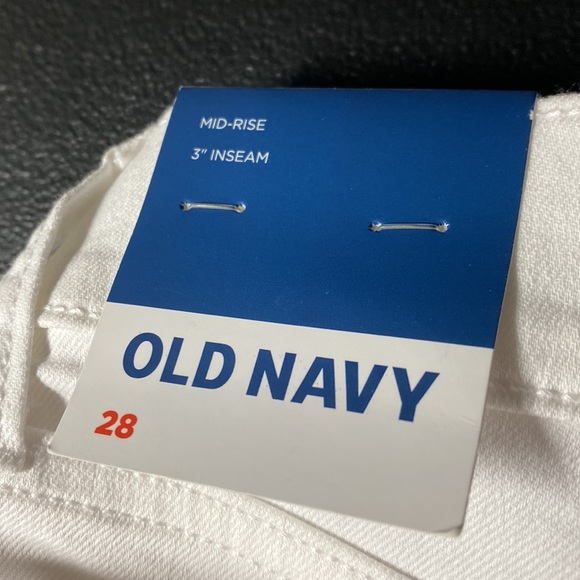 MID-RISE
3" INSEAM
OLD NAVY
28